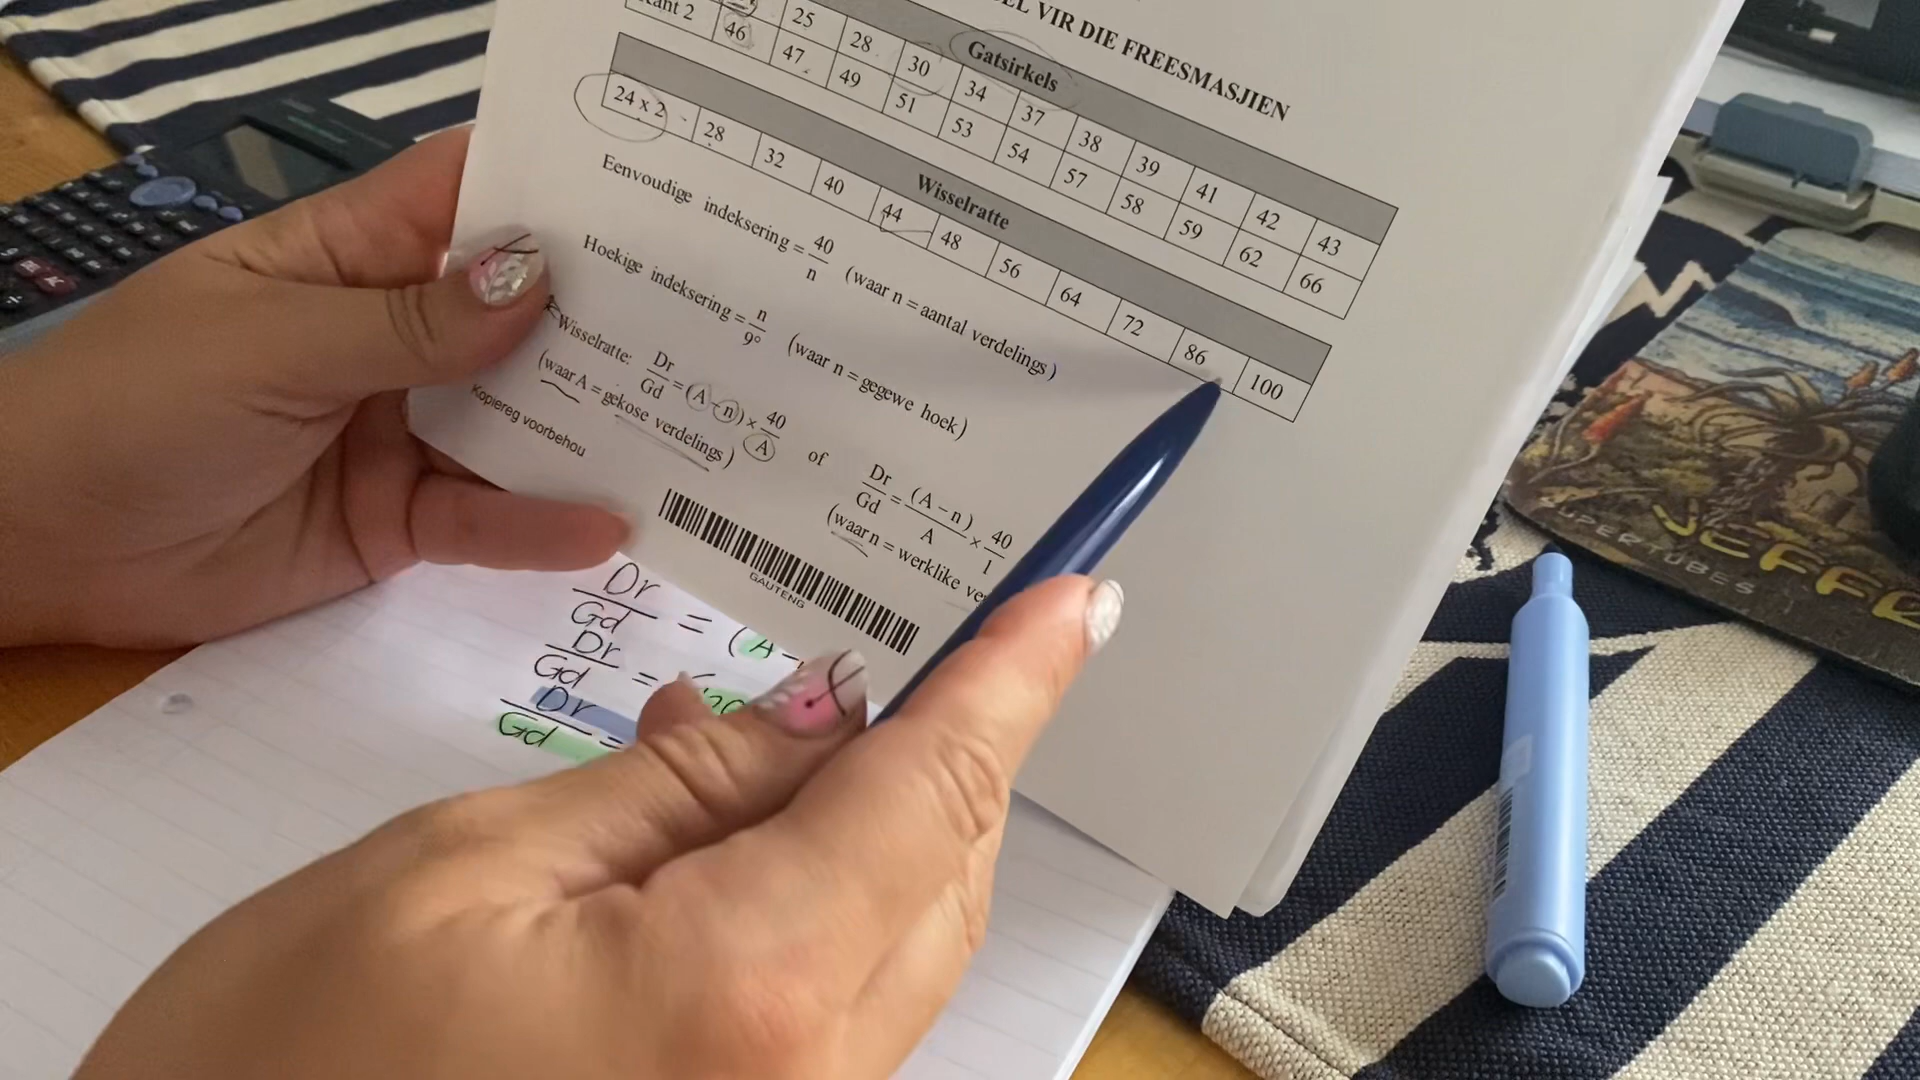 EL VIR DIE FREESMASJIEN
Gatsirkels
25 28 30 34 37 38 39 41 42 43
Kant 2 46 47 49 51 53 54 57 58 59 62 66
Wisselratte
24 x 2 28 32 40 44 48 56 64 72 86 100
Eenvoudige indeksering = 40/n (waar n = aantal verdelings)
Hoekige indeksering = n/9° (waar n = gegewe hoek)
Wisselratte: Dr/Gd = (A - n) × 40/A of Dr/Gd = (A - n)/A × 40/1
(waar A = gekose verdelings) (waar n = werklike ve
Kopiereg voorbehou
GAUTENG
Dr/Gd = (A -
Dr/Gd =
Dr/Gd =
SUPERTUBES